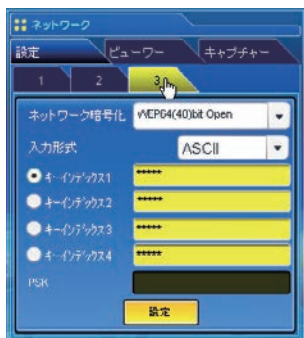 ネットワーク
設定 ビューワー キャプチャー
1 2 3
ネットワーク暗号化 WEP64(40)bit Open
入力形式 ASCII
キーインデックス1 *****
キーインデックス2 *****
キーインデックス3 *****
キーインデックス4 *****
PSK
設定